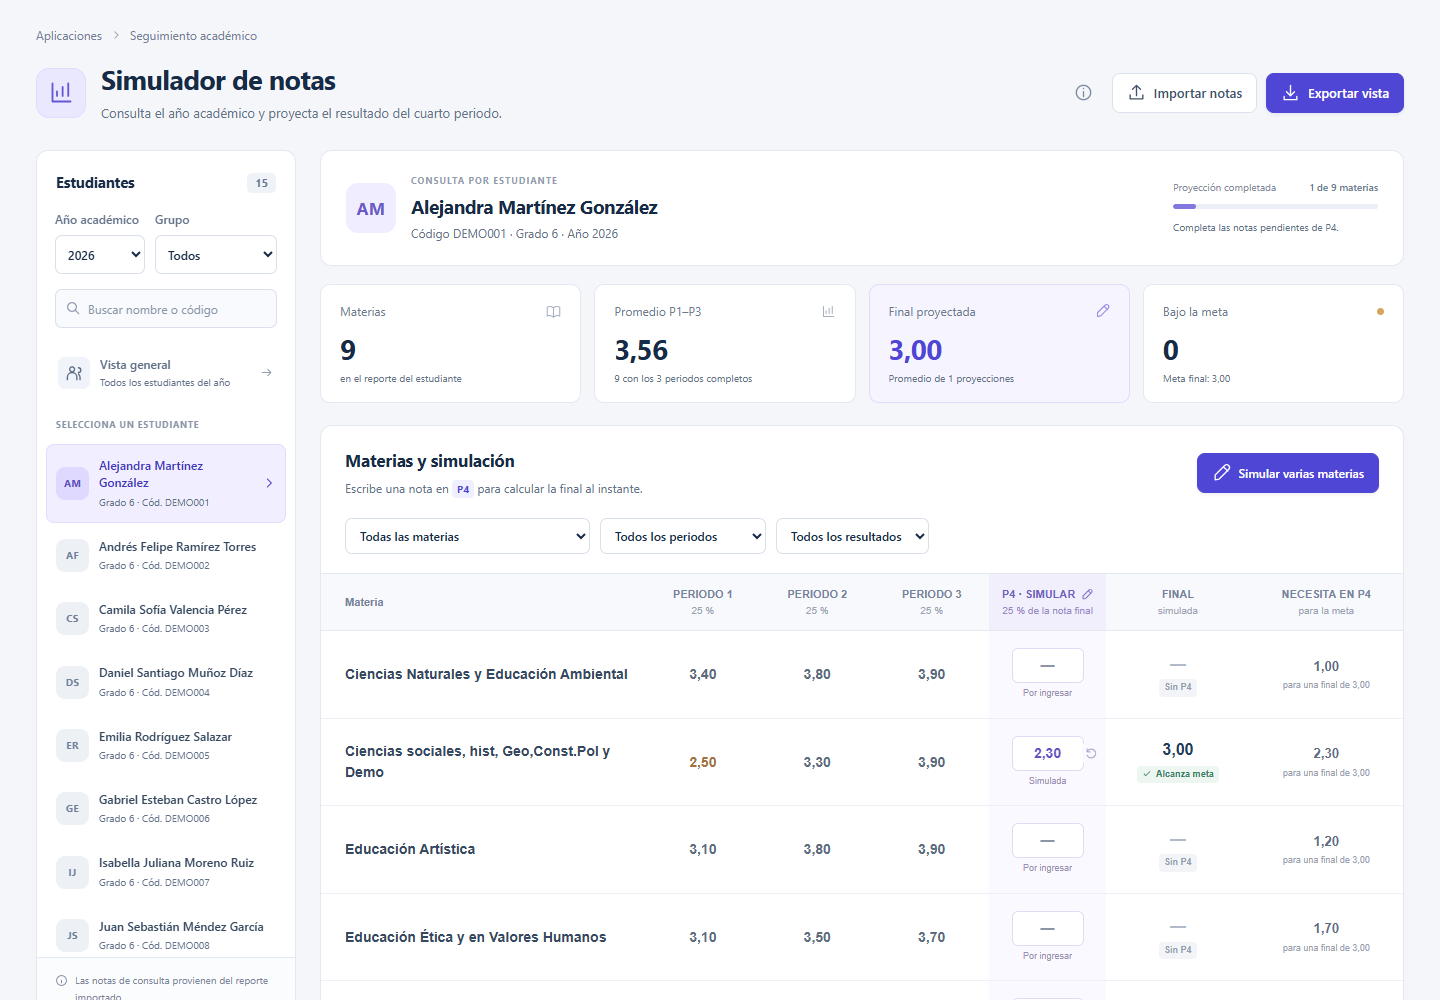 Aplicaciones > Seguimiento académico
Simulador de notas
Consulta el año académico y proyecta el resultado del cuarto periodo.
Importar notas
Exportar vista
Estudiantes 15
Año académico Grupo
2026 Todos
Buscar nombre o código
Vista general
Todos los estudiantes del año
SELECCIONA UN ESTUDIANTE
AM Alejandra Martínez
González
Grado 6 · Cód. DEMO001
AF Andrés Felipe Ramírez Torres
Grado 6 · Cód. DEMO002
CS Camila Sofía Valencia Pérez
Grado 6 · Cód. DEMO003
DS Daniel Santiago Muñoz Díaz
Grado 6 · Cód. DEMO004
ER Emilia Rodríguez Salazar
Grado 6 · Cód. DEMO005
GE Gabriel Esteban Castro López
Grado 6 · Cód. DEMO006
IJ Isabella Juliana Moreno Ruiz
Grado 6 · Cód. DEMO007
JS Juan Sebastián Méndez García
Grado 6 · Cód. DEMO008
Las notas de consulta provienen del reporte
importado
CONSULTA POR ESTUDIANTE
AM Alejandra Martínez González
Código DEMO001 · Grado 6 · Año 2026
Proyección completada 1 de 9 materias
Completa las notas pendientes de P4.
Materias
9
en el reporte del estudiante
Promedio P1–P3
3,56
9 con los 3 periodos completos
Final proyectada
3,00
Promedio de 1 proyecciones
Bajo la meta
0
Meta final: 3,00
Materias y simulación
Escribe una nota en P4 para calcular la final al instante.
Simular varias materias
Todas las materias Todos los periodos Todos los resultados
Materia PERIODO 1 PERIODO 2 PERIODO 3 P4 · SIMULAR FINAL NECESITA EN P4
25 % 25 % 25 % 25 % de la nota final simulada para la meta
Ciencias Naturales y Educación Ambiental 3,40 3,80 3,90 — — 1,00
Por ingresar Sin P4 para una final de 3,00
Ciencias sociales, hist, Geo,Const.Pol y
Demo
2,50 3,30 3,90 2,30 3,00 2,30
Simulada Alcanza meta para una final de 3,00
Educación Artística 3,10 3,80 3,90 — — 1,20
Por ingresar Sin P4 para una final de 3,00
Educación Ética y en Valores Humanos 3,10 3,50 3,70 — — 1,70
Por ingresar Sin P4 para una final de 3,00